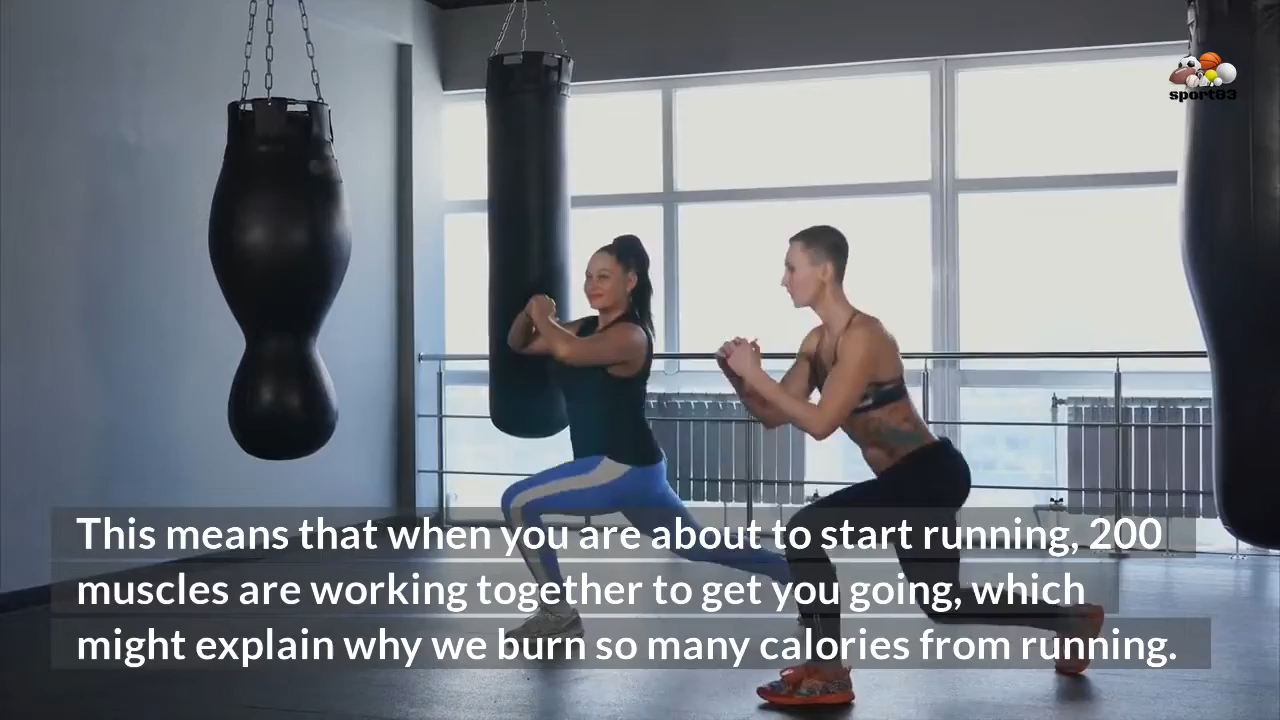 sport83
This means that when you are about to start running, 200
muscles are working together to get you going, which
might explain why we burn so many calories from running.